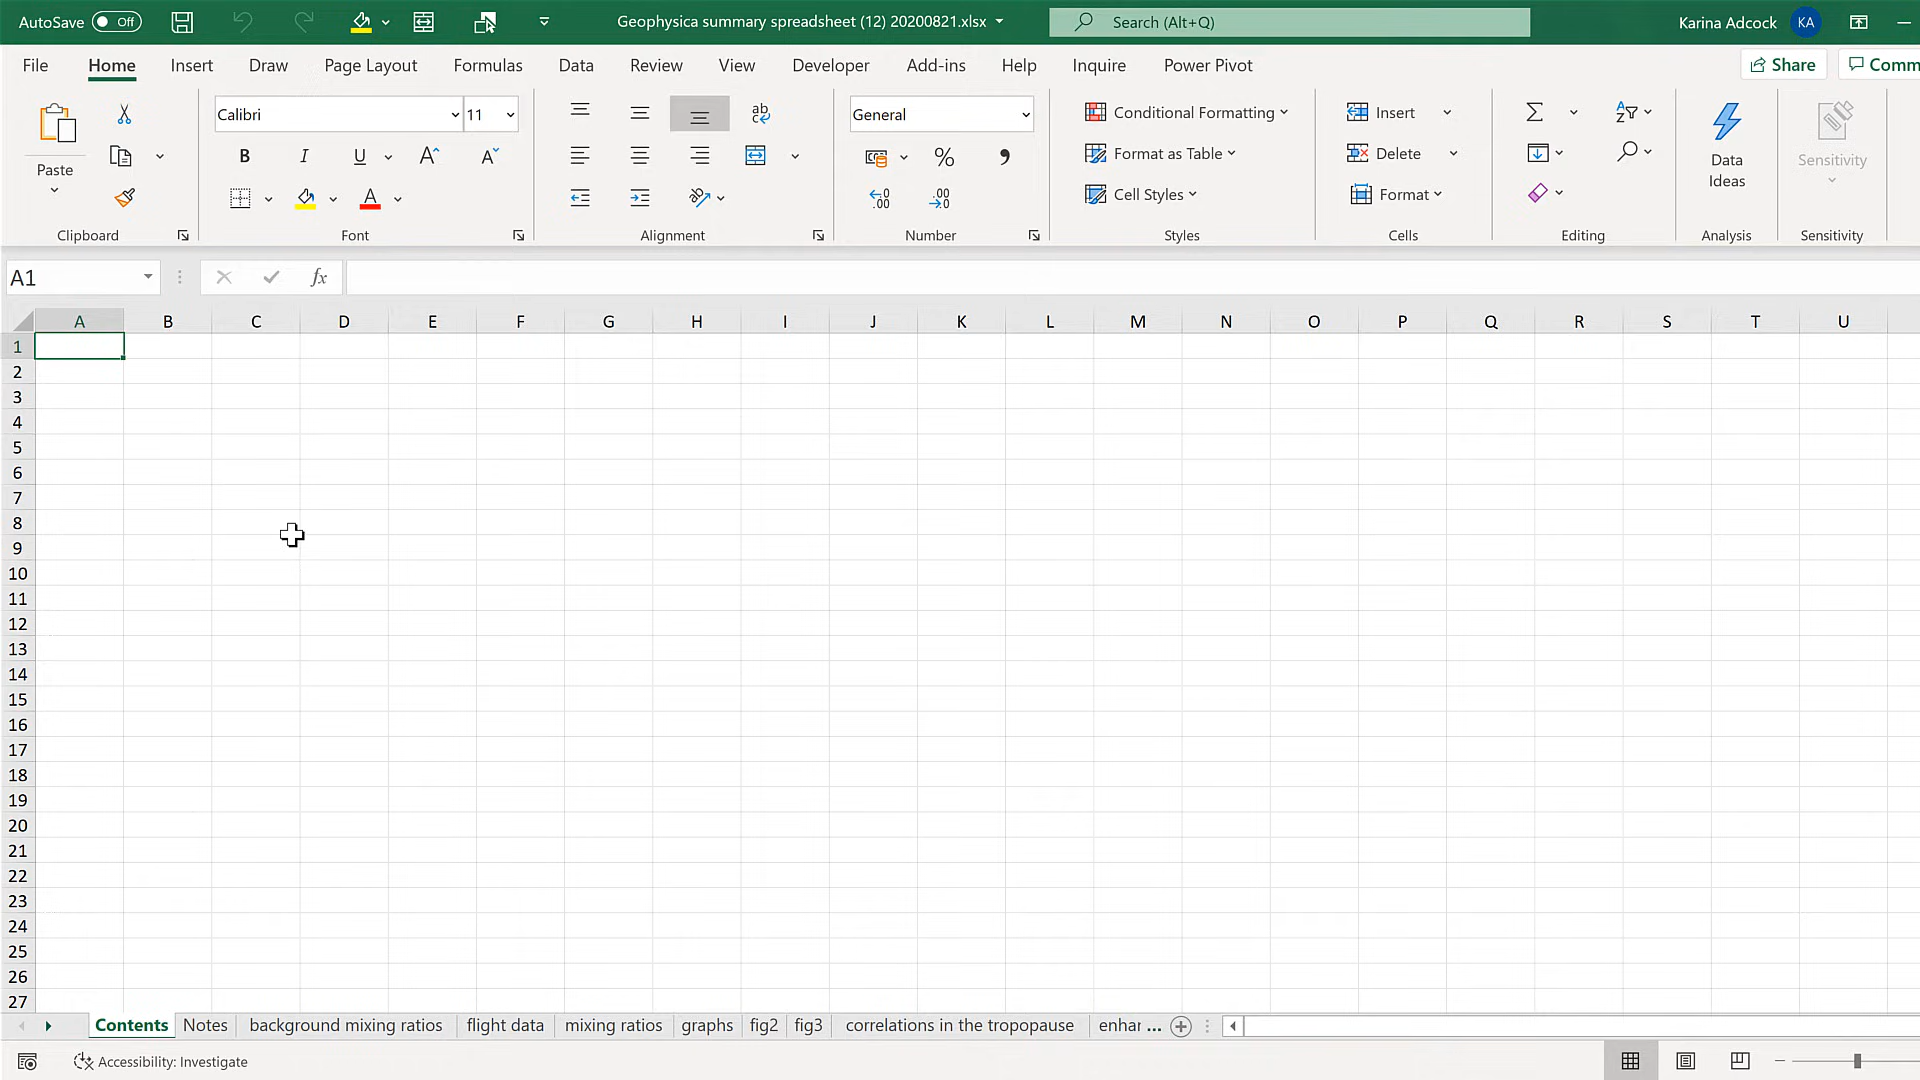 AutoSave Off Geophysica summary spreadsheet (12) 20200821.xlsx Search (Alt+Q) Karina Adcock KA
File Home Insert Draw Page Layout Formulas Data Review View Developer Add-ins Help Inquire Power Pivot Share Comm
Paste
Clipboard
Calibri 11
B I U A A
A
Font
ab
c
Alignment
General
% 9
.00 .00
Number
Conditional Formatting
Format as Table
Cell Styles
Styles
Insert
Delete
Format
Cells
Σ
Editing
Data
Ideas
Analysis
Sensitivity
Sensitivity
A1 fx
A B C D E F G H I J K L M N O P Q R S T U
1
2
3
4
5
6
7
8
9
10
11
12
13
14
15
16
17
18
19
20
21
22
23
24
25
26
27
Contents Notes background mixing ratios flight data mixing ratios graphs fig2 fig3 correlations in the tropopause enhar ...
Accessibility: Investigate